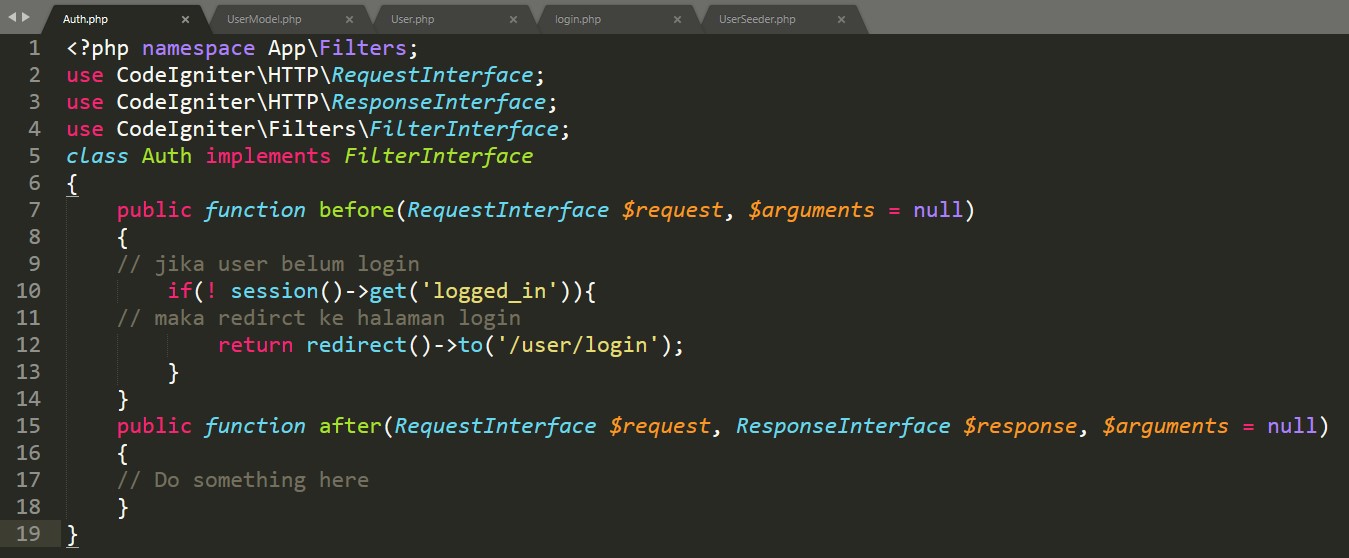 Auth.php × UserModel.php × User.php × login.php × UserSeeder.php ×
1 <?php namespace App\Filters;
2 use CodeIgniter\HTTP\RequestInterface;
3 use CodeIgniter\HTTP\ResponseInterface;
4 use CodeIgniter\Filters\FilterInterface;
5 class Auth implements FilterInterface
6 {
7     public function before(RequestInterface $request, $arguments = null)
8     {
9     // jika user belum login
10         if(! session()->get('logged_in')){
11     // maka redirct ke halaman login
12             return redirect()->to('/user/login');
13         }
14     }
15     public function after(RequestInterface $request, ResponseInterface $response, $arguments = null)
16     {
17     // Do something here
18     }
19 }